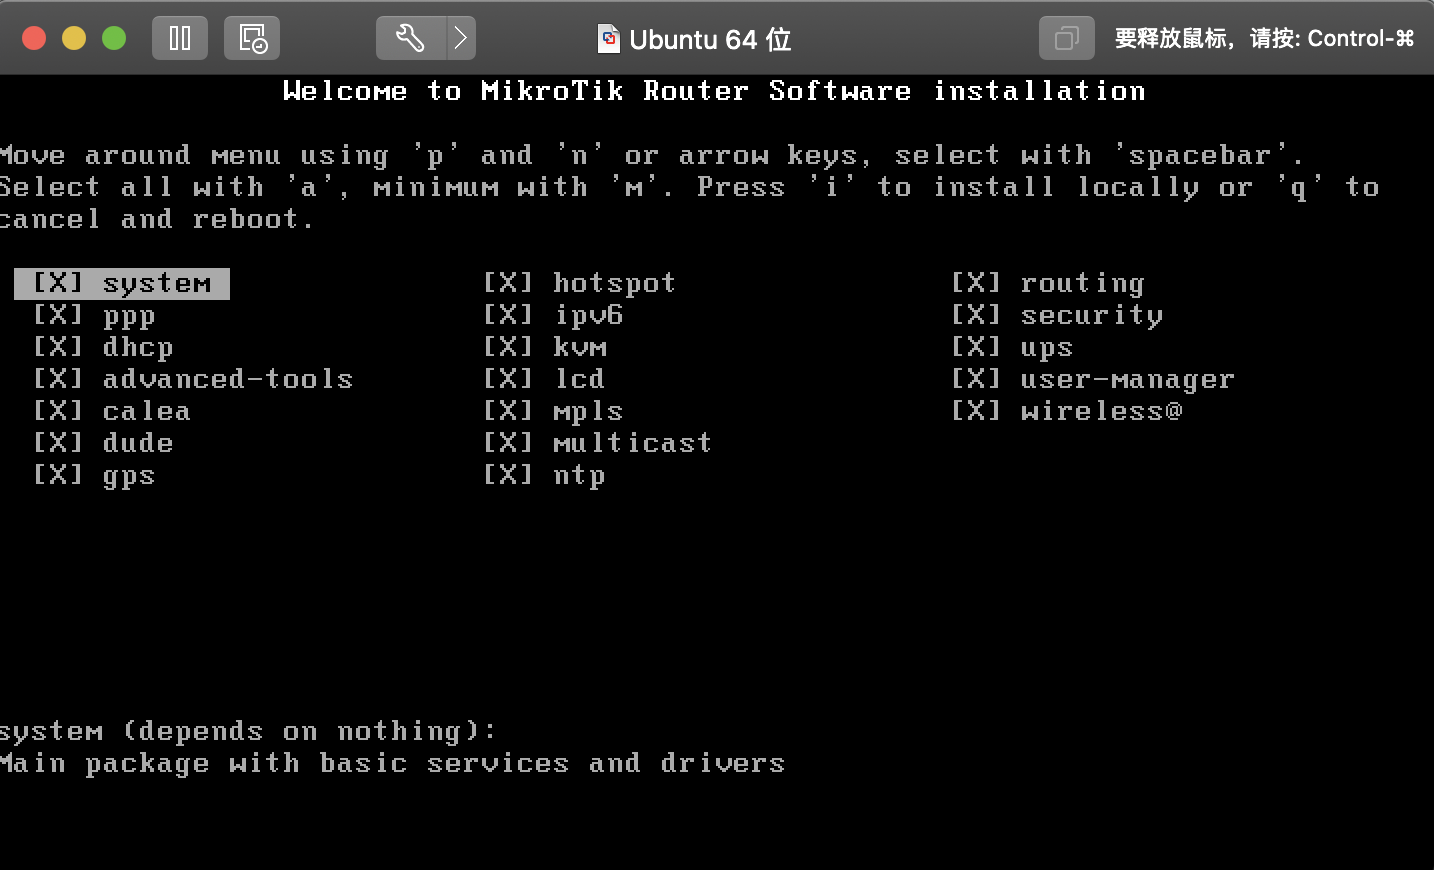 Ubuntu 64 位
要释放鼠标，请按: Control-⌘
Welcome to MikroTik Router Software installation
Move around menu using 'p' and 'n' or arrow keys, select with 'spacebar'.
Select all with 'a', minimum with 'm'. Press 'i' to install locally or 'q' to
cancel and reboot.
[X] system [X] hotspot [X] routing
[X] ppp [X] ipv6 [X] security
[X] dhcp [X] kvm [X] ups
[X] advanced-tools [X] lcd [X] user-manager
[X] calea [X] mpls [X] wireless@
[X] dude [X] multicast
[X] gps [X] ntp
system (depends on nothing):
Main package with basic services and drivers